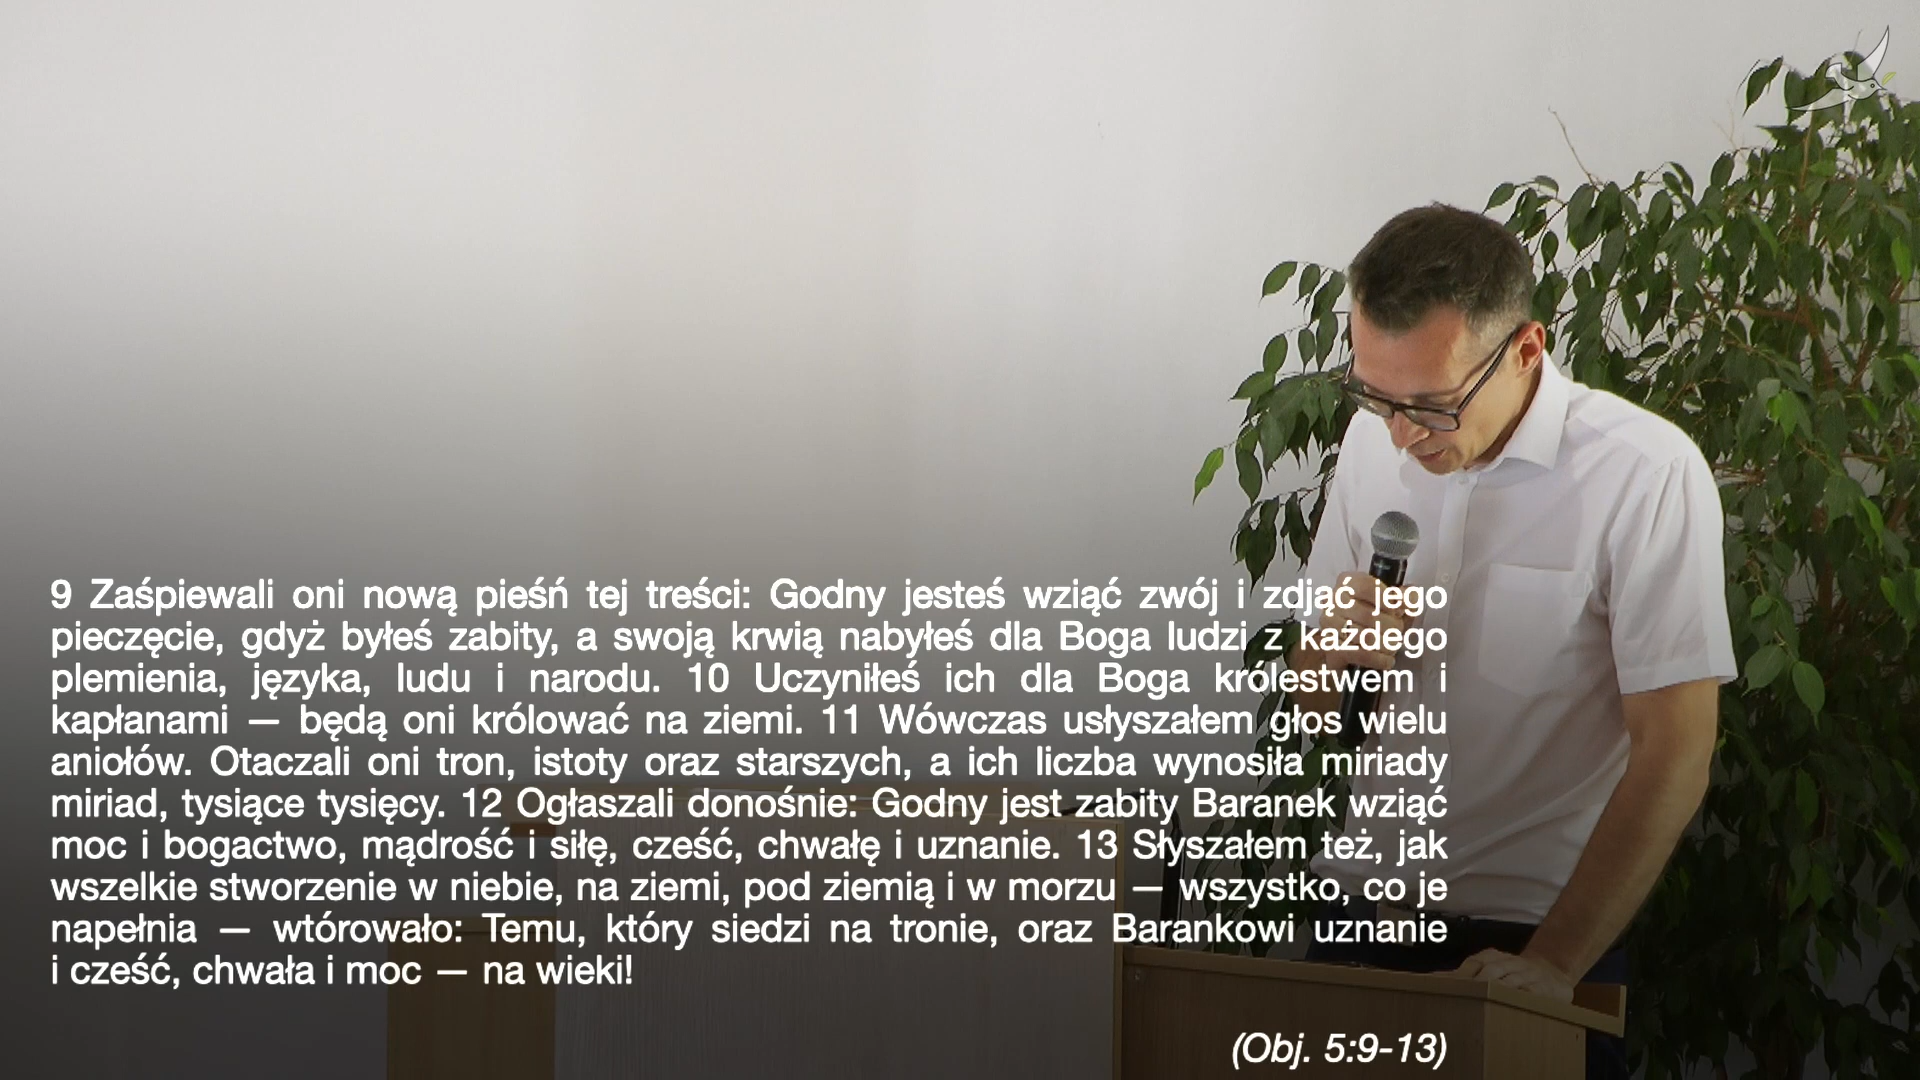 9 Zaśpiewali oni nową pieśń tej treści: Godny jesteś wziąć zwój i zdjąć jego
pieczęcie, gdyż byłeś zabity, a swoją krwią nabyłeś dla Boga ludzi z każdego
plemienia, języka, ludu i narodu. 10 Uczyniłeś ich dla Boga królestwem i
kapłanami — będą oni królować na ziemi. 11 Wówczas usłyszałem głos wielu
aniołów. Otaczali oni tron, istoty oraz starszych, a ich liczba wynosiła miriady
miriad, tysiące tysięcy. 12 Ogłaszali donośnie: Godny jest zabity Baranek wziąć
moc i bogactwo, mądrość i siłę, cześć, chwałę i uznanie. 13 Słyszałem też, jak
wszelkie stworzenie w niebie, na ziemi, pod ziemią i w morzu — wszystko, co je
napełnia — wtórowało: Temu, który siedzi na tronie, oraz Barankowi uznanie
i cześć, chwała i moc — na wieki!
(Obj. 5:9-13)